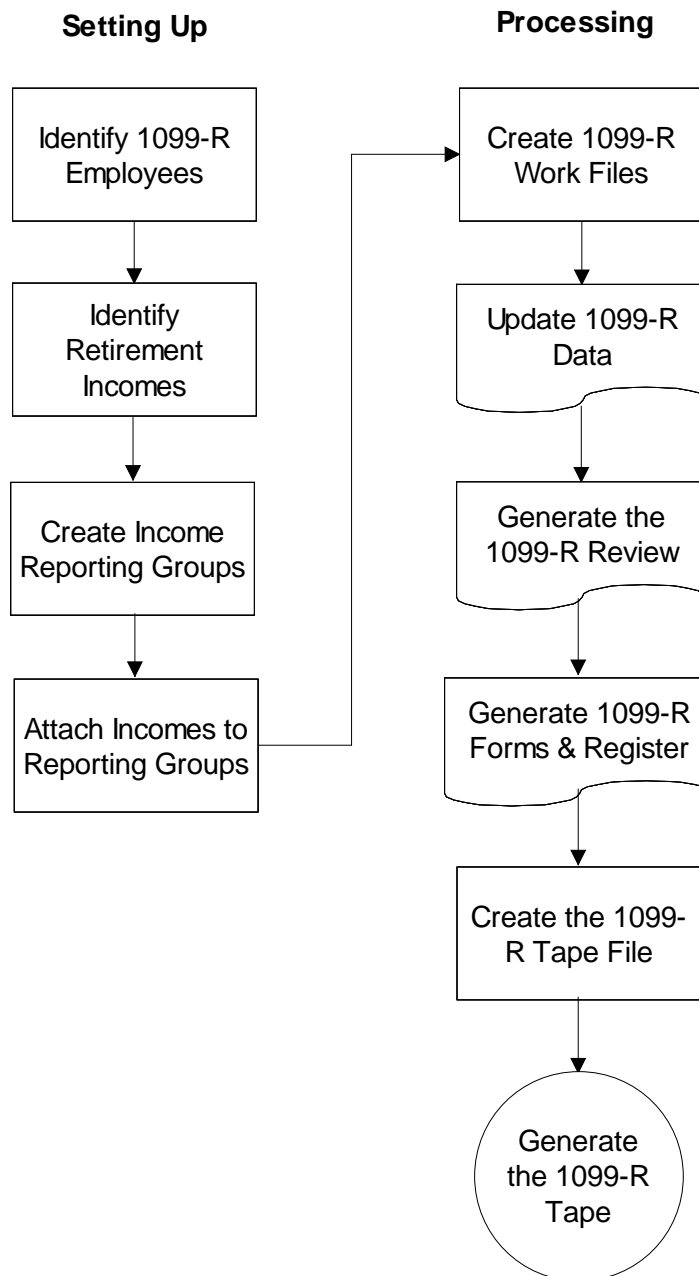 Setting Up
Identify 1099-R
Employees
Identify
Retirement
Incomes
Create Income
Reporting Groups
Attach Incomes to
Reporting Groups
Processing
Create 1099-R
Work Files
Update 1099-R
Data
Generate the
1099-R Review
Generate 1099-R
Forms & Register
Create the 1099-
R Tape File
Generate
the 1099-R
Tape